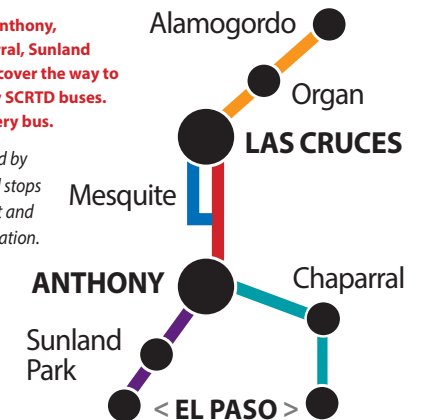 nthony,
ral, Sunland
cover the way to
SCRTD buses.
ery bus.
d by
stops
t and
ation.
Alamogordo
Organ
LAS CRUCES
Mesquite
ANTHONY
Chaparral
Sunland
Park
< EL PASO >